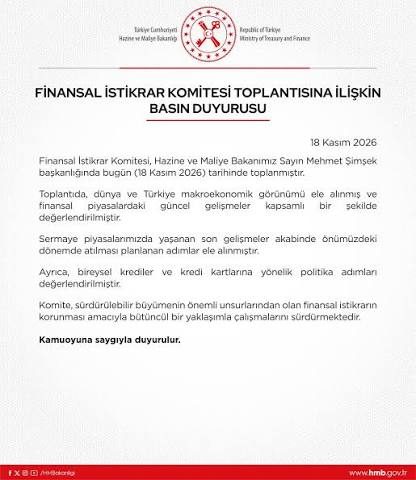 Türkiye Cumhuriyeti
Hazine ve Maliye Bakanlığı
Republic of Türkiye
Ministry of Treasury and Finance
FİNANSAL İSTİKRAR KOMİTESİ TOPLANTISINA İLİŞKİN
BASIN DUYURUSU
18 Kasım 2026
Finansal İstikrar Komitesi, Hazine ve Maliye Bakanımız Sayın Mehmet Şimşek
başkanlığında bugün (18 Kasım 2026) tarihinde toplanmıştır.
Toplantıda, dünya ve Türkiye makroekonomik görünümü ele alınmış ve
finansal piyasalardaki güncel gelişmeler kapsamlı bir şekilde
değerlendirilmiştir.
Sermaye piyasalarımızda yaşanan son gelişmeler akabinde önümüzdeki
dönemde atılması planlanan adımlar ele alınmıştır.
Ayrıca, bireysel krediler ve kredi kartlarına yönelik politika adımları
değerlendirilmiştir.
Komite, sürdürülebilir büyümenin önemli unsurlarından olan finansal istikrarın
korunması amacıyla bütüncül bir yaklaşımla çalışmalarını sürdürmektedir.
Kamuoyuna saygıyla duyurulur.
/HMBakanligi
www.hmb.gov.tr